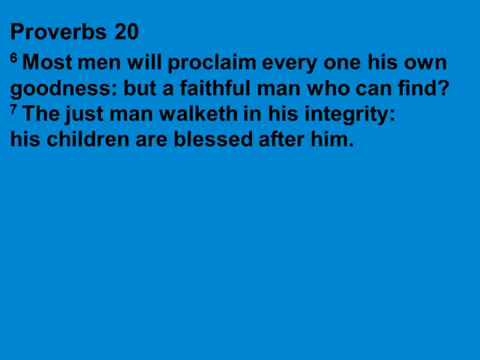 Proverbs 20
6 Most men will proclaim every one his own
goodness: but a faithful man who can find?
7 The just man walketh in his integrity:
his children are blessed after him.